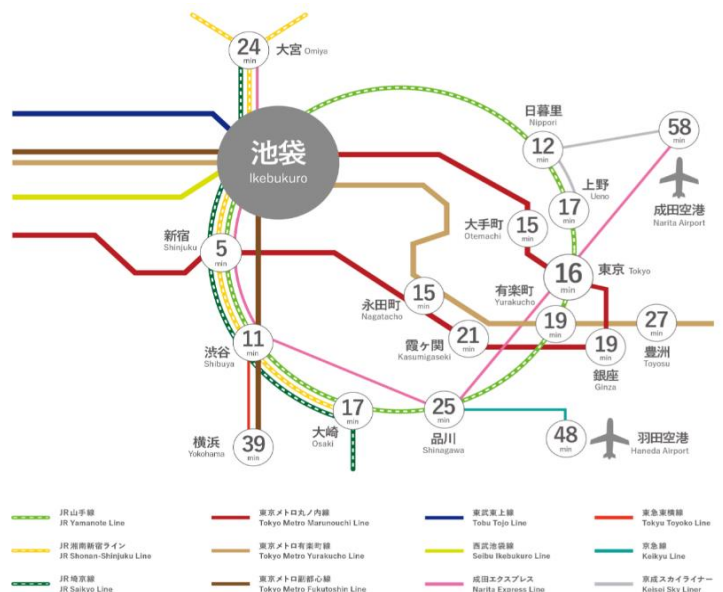 24
min
大宮 Omiya
池袋
Ikebukuro
日暮里
Nippori
12
min
58
min
成田空港
Narita Airport
上野
Ueno
17
min
大手町
Otemachi
15
min
新宿
Shinjuku
5
min
16
min
東京 Tokyo
有楽町
Yurakucho
19
min
永田町
Nagatacho
15
min
霞ヶ関
Kasumigaseki
21
min
19
min
銀座
Ginza
27
min
豊洲
Toyosu
渋谷
Shibuya
11
min
横浜
Yokohama
39
min
大崎
Osaki
17
min
25
min
品川
Shinagawa
48
min
羽田空港
Haneda Airport
JR山手線
JR Yamanote Line
東京メトロ丸ノ内線
Tokyo Metro Marunouchi Line
東武東上線
Tobu Tojo Line
東急東横線
Tokyu Toyoko Line
JR湘南新宿ライン
JR Shonan-Shinjuku Line
東京メトロ有楽町線
Tokyo Metro Yurakucho Line
西武池袋線
Seibu Ikebukuro Line
京急線
Keikyu Line
JR埼京線
JR Saikyo Line
東京メトロ副都心線
Tokyo Metro Fukutoshin Line
成田エクスプレス
Narita Express Line
京成スカイライナー
Keisei Sky Liner